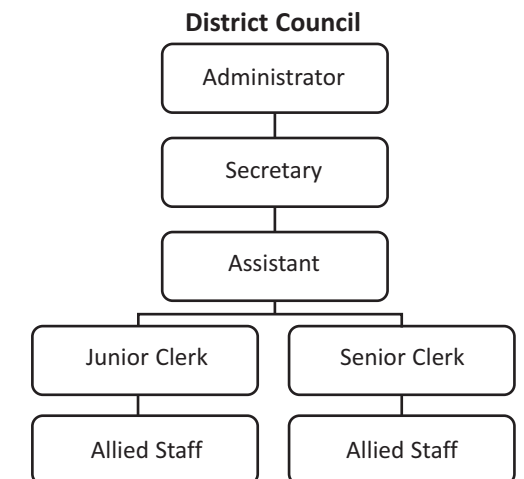 District Council
Administrator
Secretary
Assistant
Junior Clerk
Senior Clerk
Allied Staff
Allied Staff